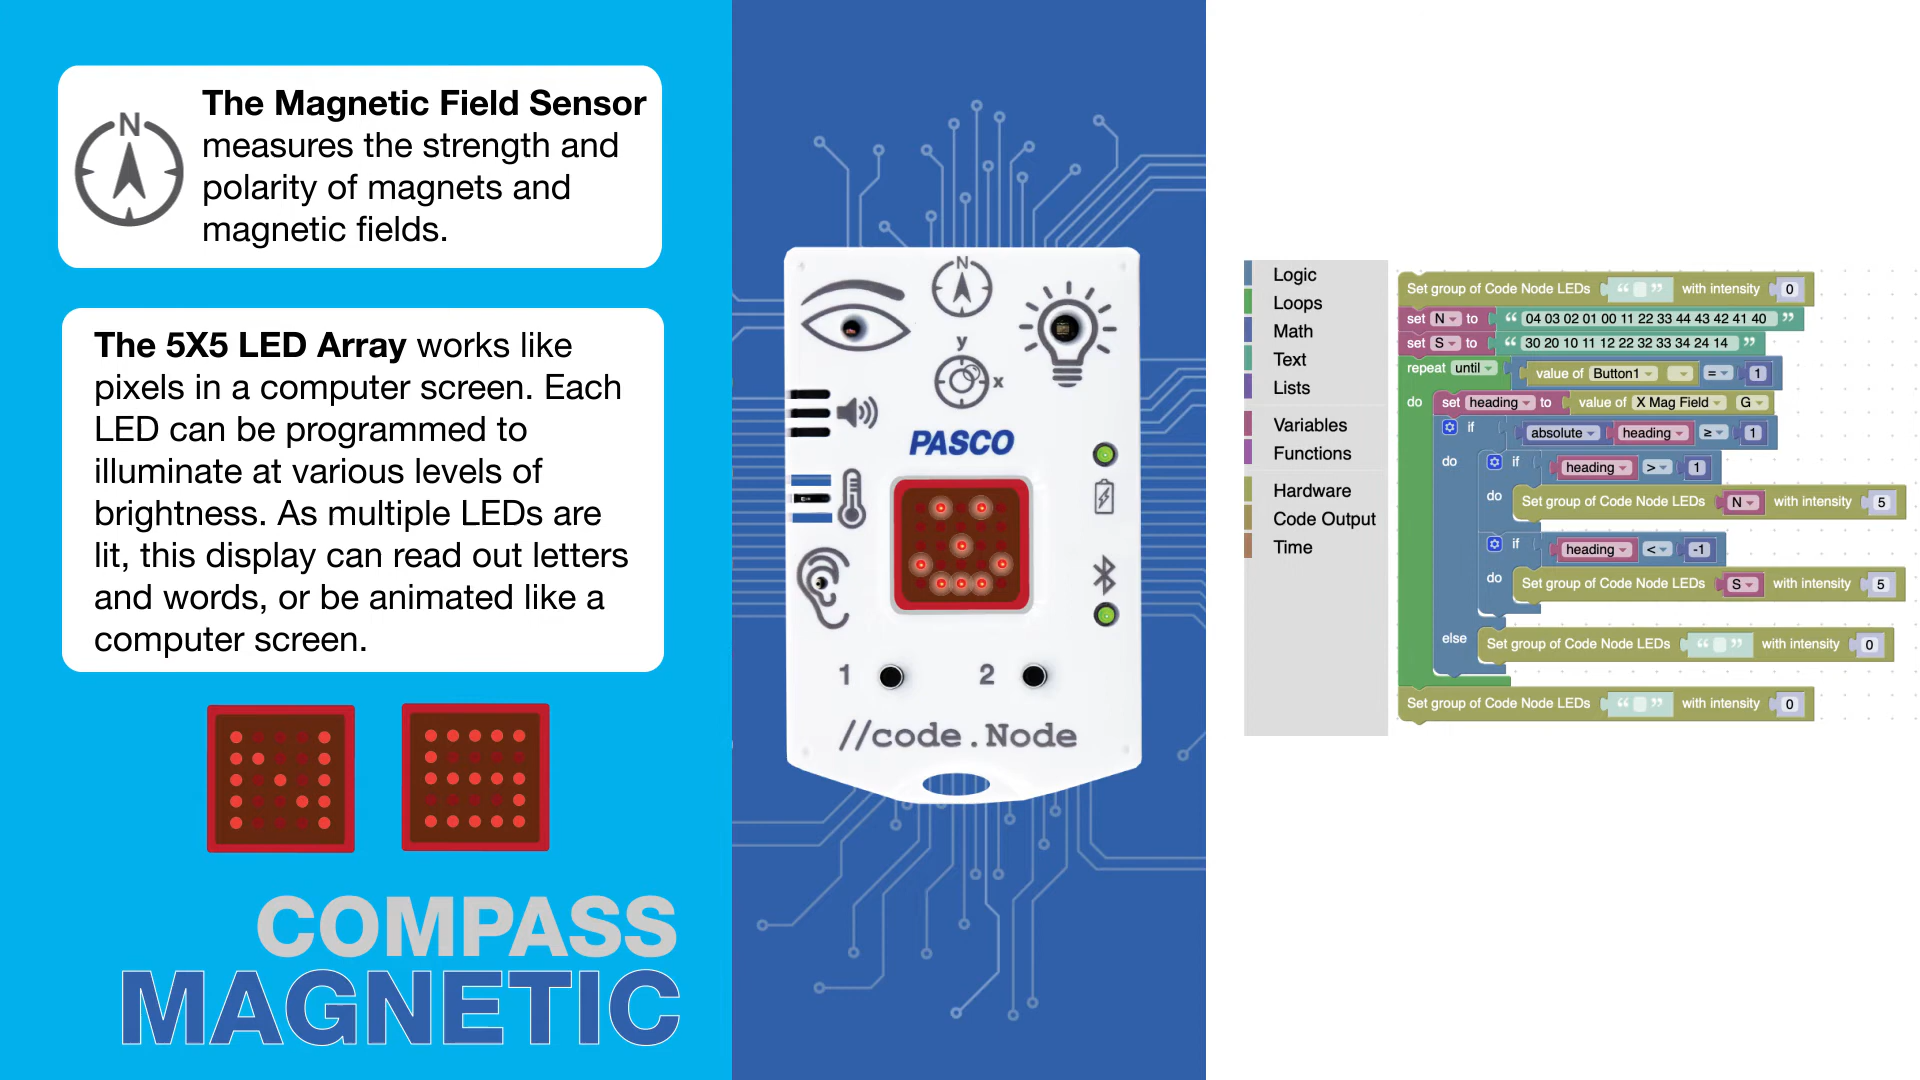 N
The Magnetic Field Sensor
measures the strength and
polarity of magnets and
magnetic fields.
The 5X5 LED Array works like
pixels in a computer screen. Each
LED can be programmed to
illuminate at various levels of
brightness. As multiple LEDs are
lit, this display can read out letters
and words, or be animated like a
computer screen.
COMPASS
MAGNETIC
N
y
x
PASCO
1 2
//code.Node
Logic
Loops
Math
Text
Lists
Variables
Functions
Hardware
Code Output
Time
Set group of Code Node LEDs “ ” with intensity 0
set N to “ 04 03 02 01 00 11 22 33 44 43 42 41 40 ”
set S to “ 30 20 10 11 12 22 32 33 34 24 14 ”
repeat until value of Button1 = 1
do set heading to value of X Mag Field G
if absolute heading ≥ 1
do if heading > 1
do Set group of Code Node LEDs N with intensity 5
if heading < -1
do Set group of Code Node LEDs S with intensity 5
else Set group of Code Node LEDs “ ” with intensity 0
Set group of Code Node LEDs “ ” with intensity 0